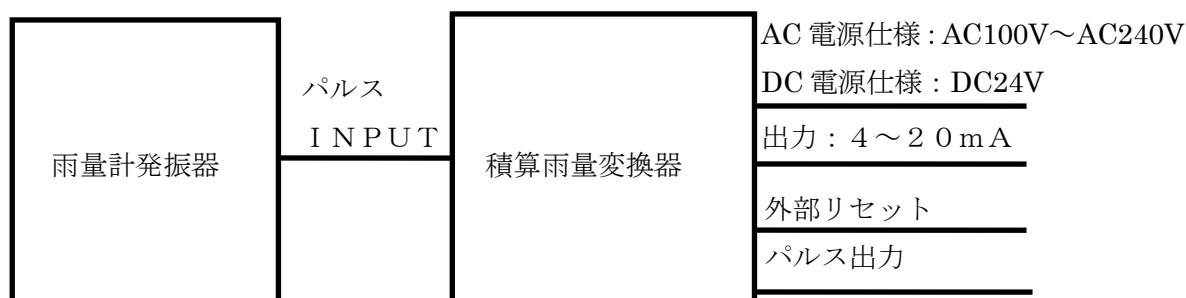 雨量計発振器
パルス
ＩＮＰＵＴ
積算雨量変換器
AC 電源仕様：AC100V～AC240V
DC 電源仕様：DC24V
出力：４～２０ｍＡ
外部リセット
パルス出力